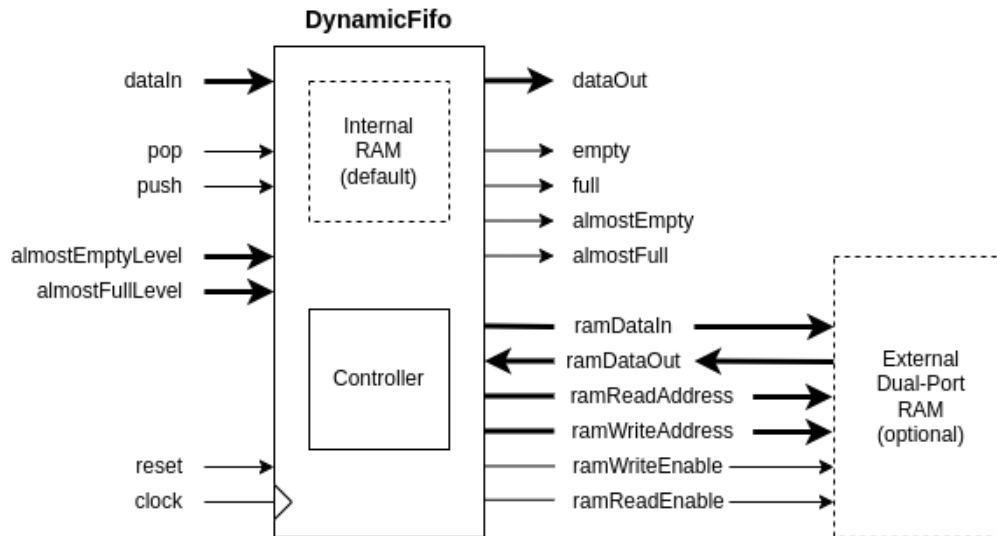 DynamicFifo
dataIn
dataOut
Internal
RAM
(default)
pop
empty
push
full
almostEmpty
almostEmptyLevel
almostFull
almostFullLevel
ramDataIn
ramDataOut
Controller
External
Dual-Port
RAM
(optional)
ramReadAddress
ramWriteAddress
reset
ramWriteEnable
clock
ramReadEnable